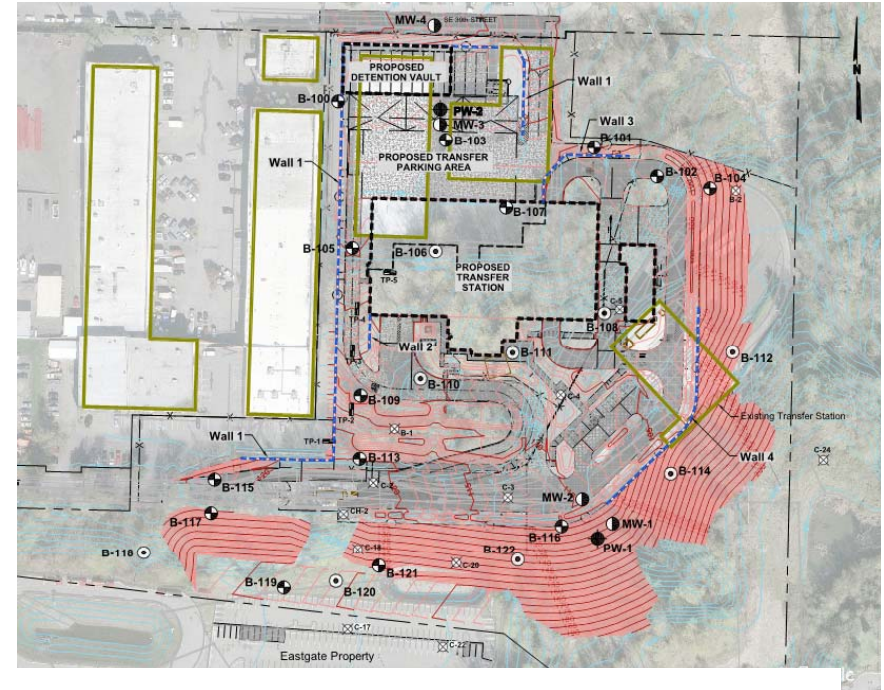 MW-4
SE 30th STREET
N
PROPOSED
DETENTION VAULT
Wall 1
B-100
PW-2
MW-3
B-103
Wall 3
B-101
Wall 1
PROPOSED TRANSFER
PARKING AREA
B-102
B-104
B-2
B-107
B-105
B-106
PROPOSED
TRANSFER
STATION
TP-5
C-5
B-108
TP-4
Wall 2
B-111
B-112
B-110
C-4
B-109
TP-2
Existing Transfer Station
B-1
Wall 1
TP-1
Wall 4
B-113
C-24
B-114
B-115
C-3
MW-2
CH-2
B-117
MW-1
B-116
PW-1
B-118
C-18
B-122
C-20
B-121
B-119
B-120
C-17
Eastgate Property